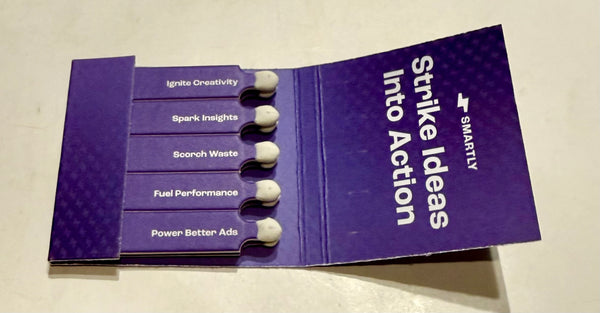 Ignite Creativity
Spark Insights
Scorch Waste
Fuel Performance
Power Better Ads
SMARTLY
Strike Ideas
Into Action